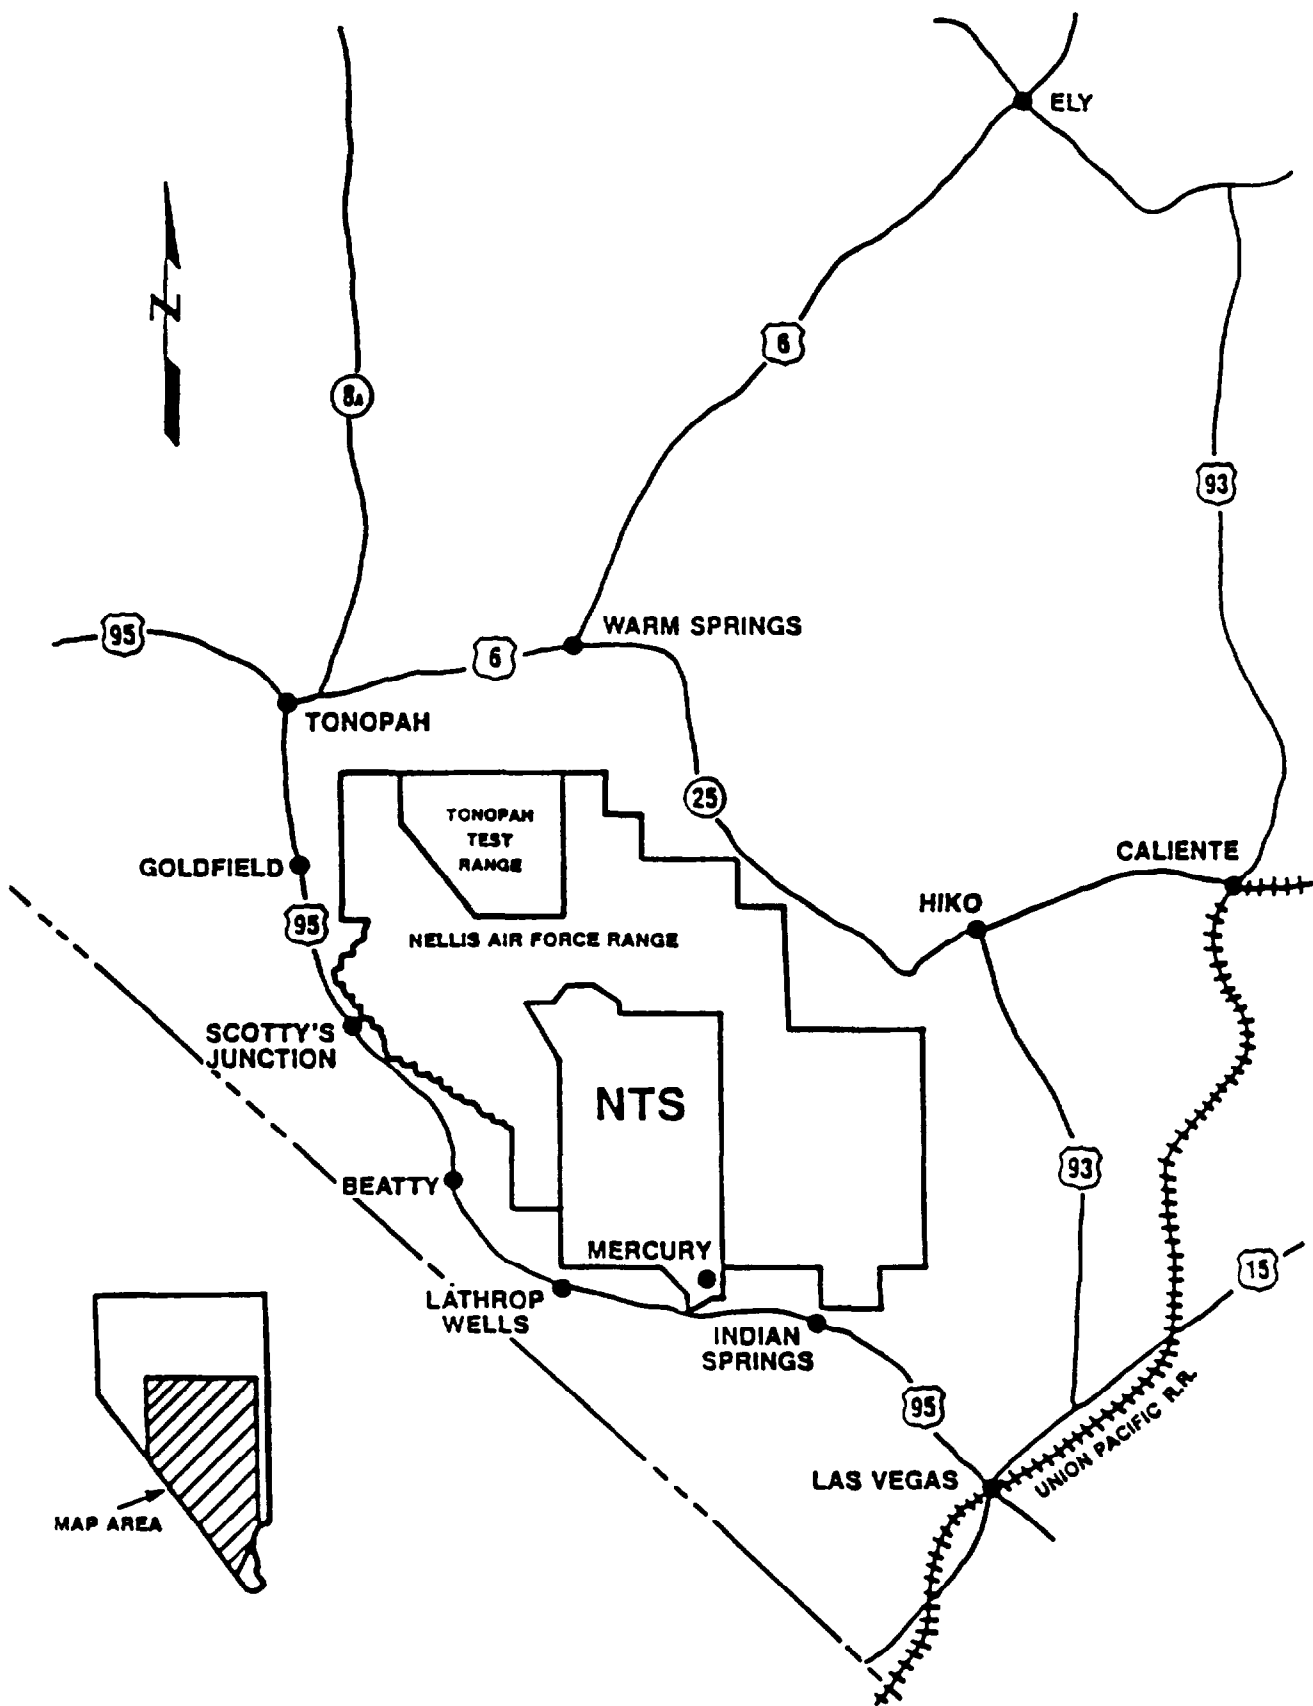 ELY
N
6
8A
93
95
WARM SPRINGS
6
TONOPAH
25
TONOPAH
TEST
RANGE
CALIENTE
GOLDFIELD
HIKO
95
NELLIS AIR FORCE RANGE
SCOTTY'S
JUNCTION
NTS
93
BEATTY
MERCURY
15
LATHROP
WELLS
INDIAN
SPRINGS
95
UNION PACIFIC R.R.
LAS VEGAS
MAP AREA